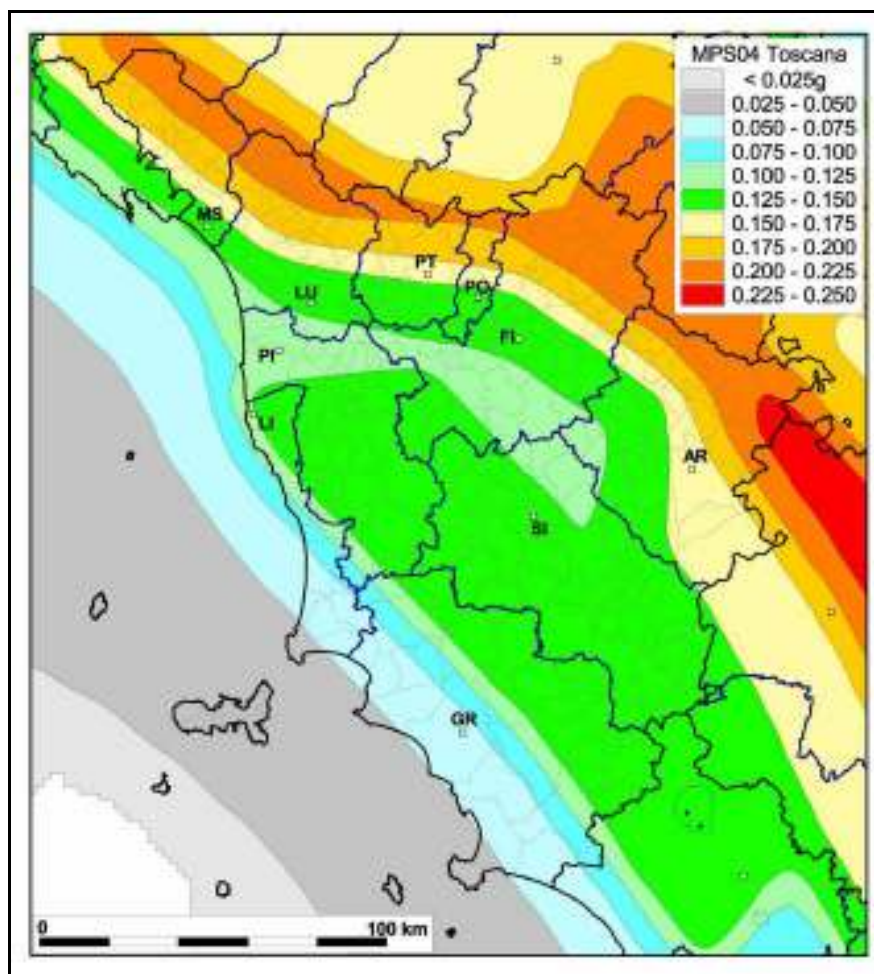 MPS04 Toscana
< 0.025g
0.025 - 0.050
0.050 - 0.075
0.075 - 0.100
0.100 - 0.125
0.125 - 0.150
0.150 - 0.175
0.175 - 0.200
0.200 - 0.225
0.225 - 0.250
MS
PT
LU
PO
FI
PI
LI
AR
SI
GR
0 100 km